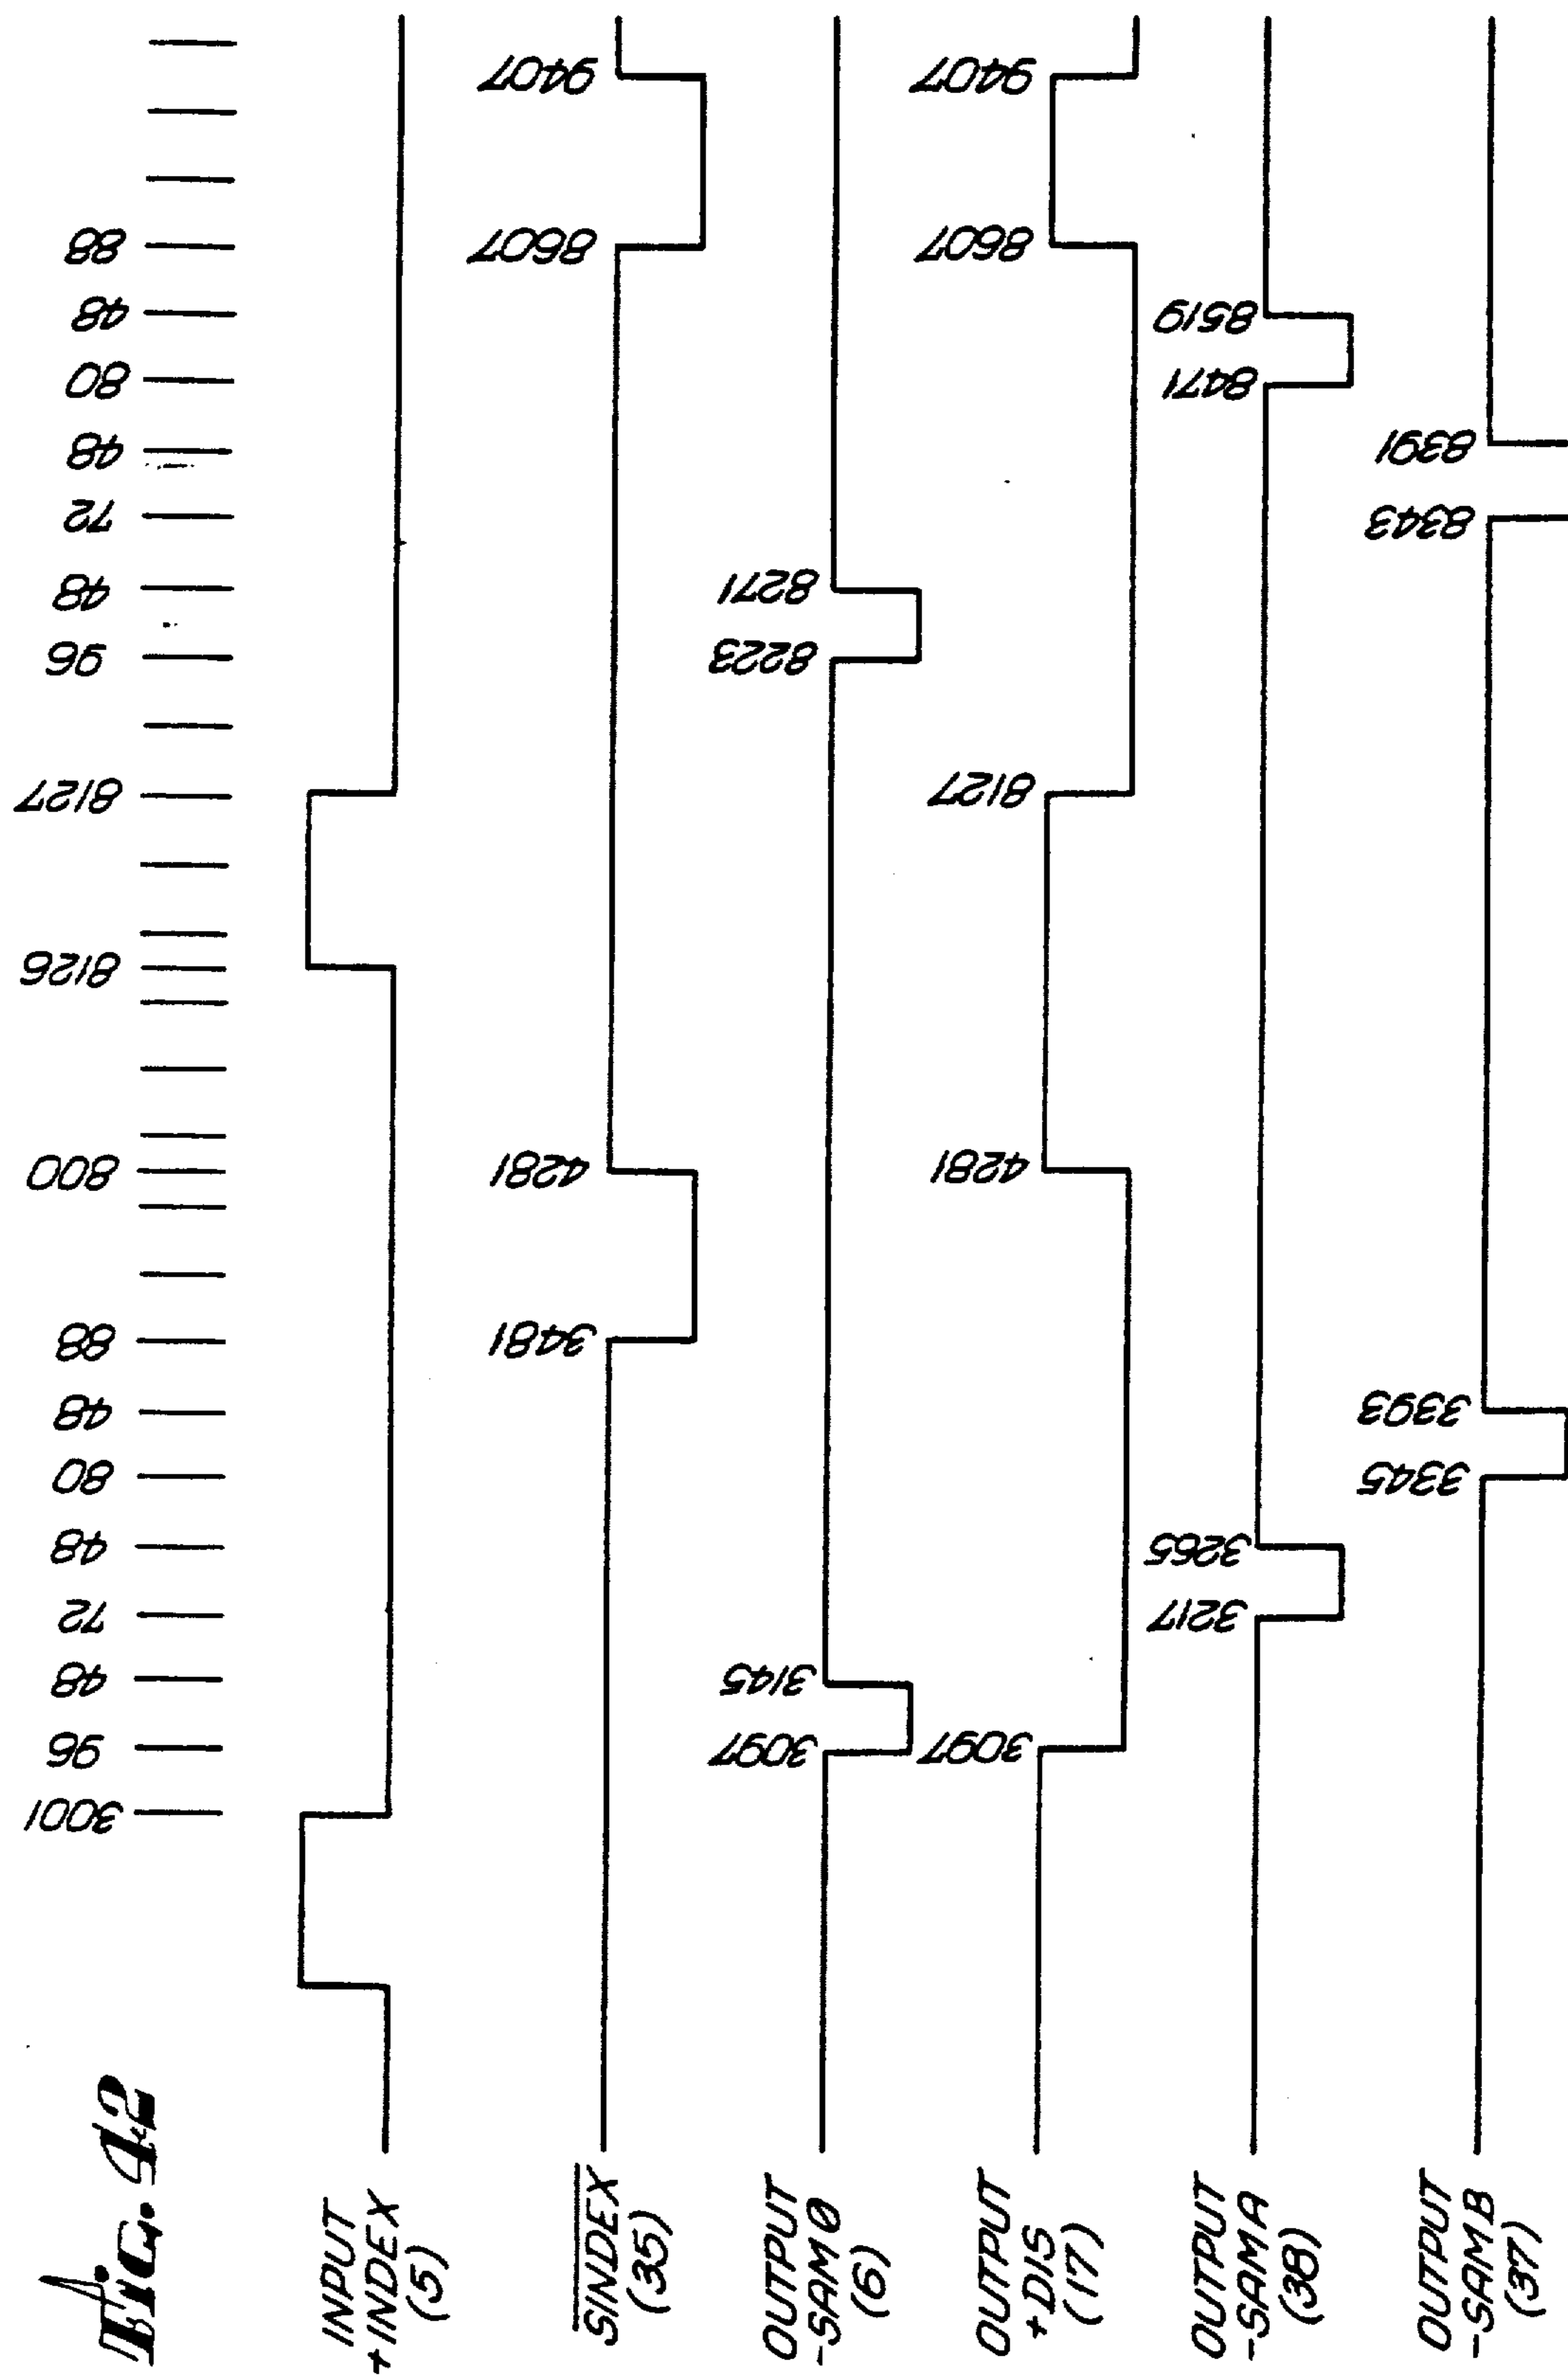 Fig. 42
3001 96 48 72 48 80 48 88 800 8126 8127 96 48 72 48 80 48 88
INPUT
+INDEX
(5)
SINDEX
(35)
3481 4281 8607 9407
OUTPUT
-SAM0
(6)
3097 3145 8223 8271
OUTPUT
+DIS
(17)
3097 4281 8127 8607 9407
OUTPUT
-SAM A
(38)
3217 3265 8471 8519
OUTPUT
-SAM B
(37)
3345 3393 8343 8391